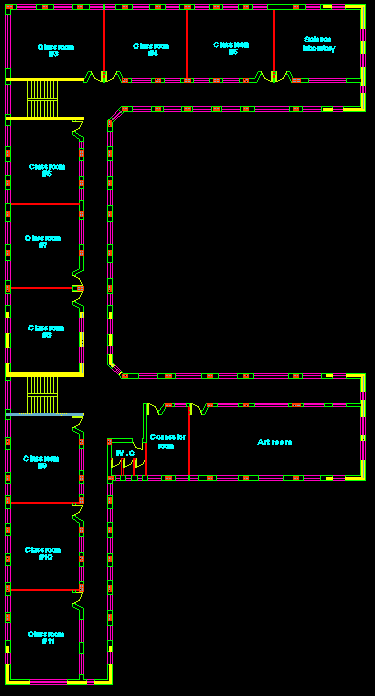 Class room
#3
Class room
#4
Class room
#5
Science
laboratory
Class room
#6
Class room
#7
Class room
#8
Class room
#9
W.C
room
Art room
Class room
#10
Class room
#11